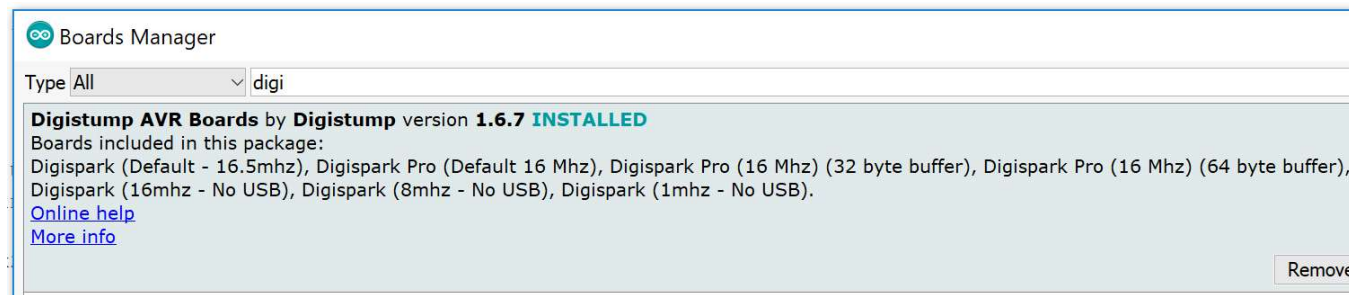 Boards Manager
Type All digi
Digistump AVR Boards by Digistump version 1.6.7 INSTALLED
Boards included in this package:
Digispark (Default - 16.5mhz), Digispark Pro (Default 16 Mhz), Digispark Pro (16 Mhz) (32 byte buffer), Digispark Pro (16 Mhz) (64 byte buffer),
Digispark (16mhz - No USB), Digispark (8mhz - No USB), Digispark (1mhz - No USB).
Online help
More info
Remove